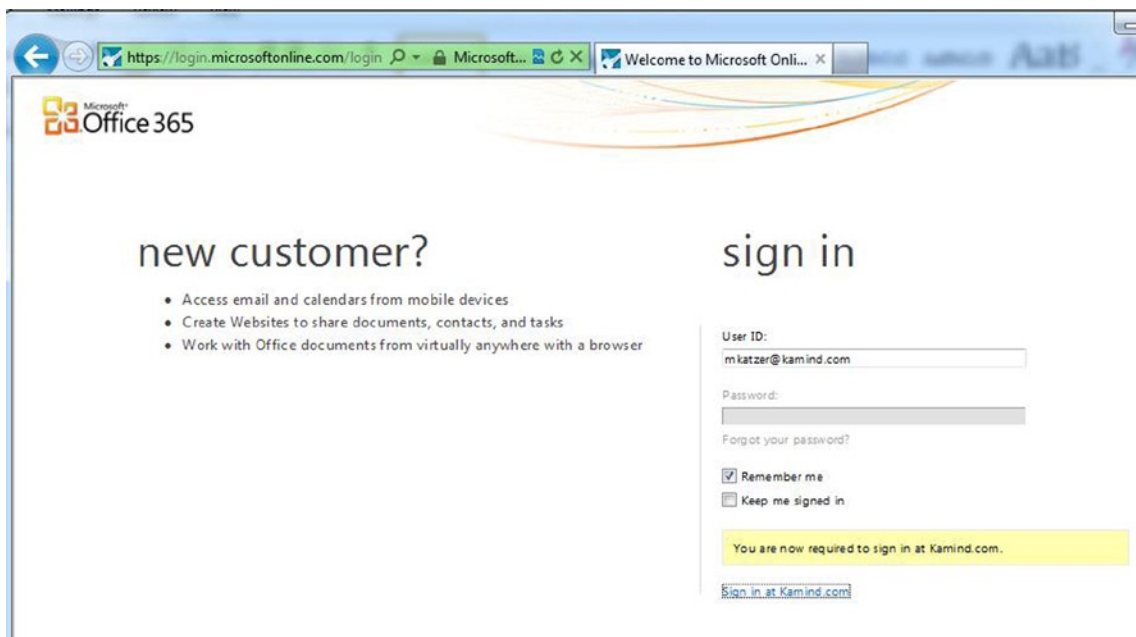 https://login.microsoftonline.com/login
Microsoft...
Welcome to Microsoft Onli...
Microsoft
Office 365
new customer?
• Access email and calendars from mobile devices
• Create Websites to share documents, contacts, and tasks
• Work with Office documents from virtually anywhere with a browser
sign in
User ID:
mkatzer@kamind.com
Password:
Forgot your password?
Remember me
Keep me signed in
You are now required to sign in at Kamind.com.
Sign in at Kamind.com